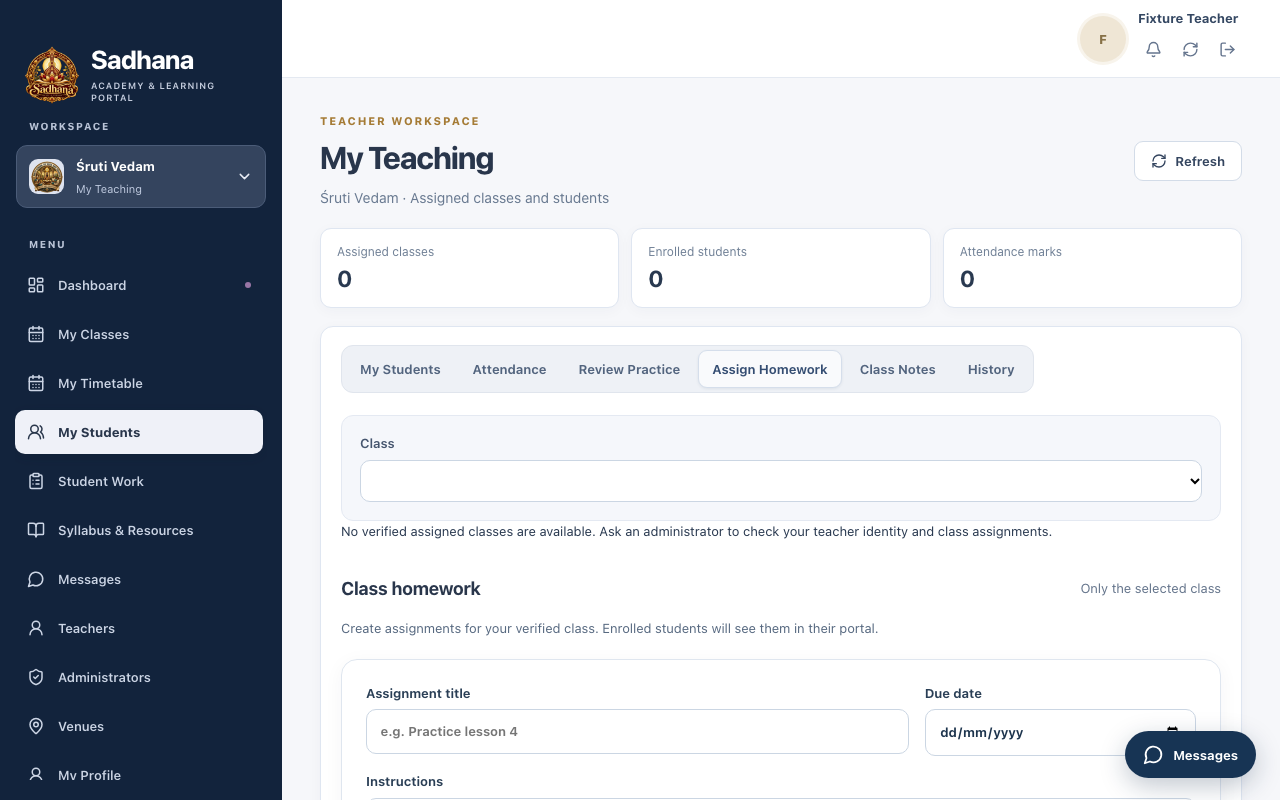 Sadhana
ACADEMY & LEARNING
PORTAL
Sadhana
WORKSPACE
Śruti Vedam
My Teaching
MENU
Dashboard
My Classes
My Timetable
My Students
Student Work
Syllabus & Resources
Messages
Teachers
Administrators
Venues
My Profile
F
Fixture Teacher
TEACHER WORKSPACE
My Teaching
Śruti Vedam · Assigned classes and students
Refresh
Assigned classes
0
Enrolled students
0
Attendance marks
0
My Students
Attendance
Review Practice
Assign Homework
Class Notes
History
Class
No verified assigned classes are available. Ask an administrator to check your teacher identity and class assignments.
Class homework
Only the selected class
Create assignments for your verified class. Enrolled students will see them in their portal.
Assignment title
e.g. Practice lesson 4
Due date
dd/mm/yyyy
Instructions
Messages